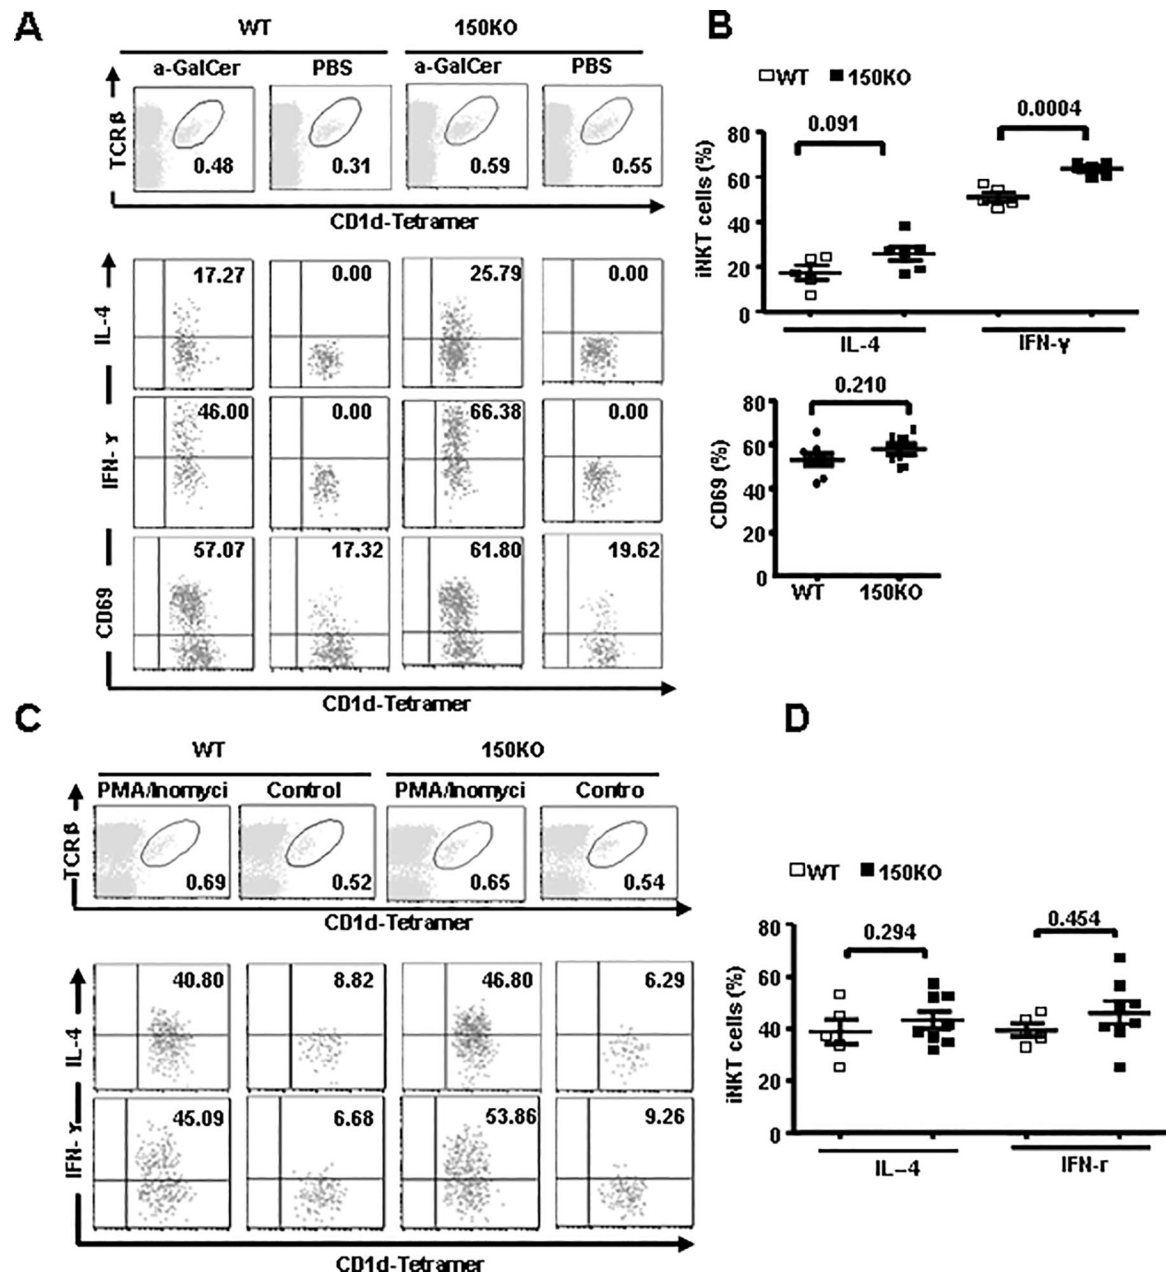 A
WT 150KO
a-GalCer PBS a-GalCer PBS
TCRβ
0.48 0.31 0.59 0.55
CD1d-Tetramer
IL-4
17.27 0.00 25.79 0.00
IFN-γ
46.00 0.00 66.38 0.00
CD69
57.07 17.32 61.80 19.62
CD1d-Tetramer
B
WT 150KO
0.091 0.0004
iNKT cells (%)
80
60
40
20
0
IL-4 IFN-γ
0.210
CD69 (%)
80
60
40
20
0
WT 150KO
C
WT 150KO
PMA/Inomyci Control PMA/Inomyci Contro
TCRβ
0.69 0.52 0.65 0.54
CD1d-Tetramer
IL-4
40.80 8.82 46.80 6.29
IFN-γ
45.09 6.68 53.86 9.26
CD1d-Tetramer
D
WT 150KO
0.294 0.454
iNKT cells (%)
80
60
40
20
0
IL-4 IFN-r